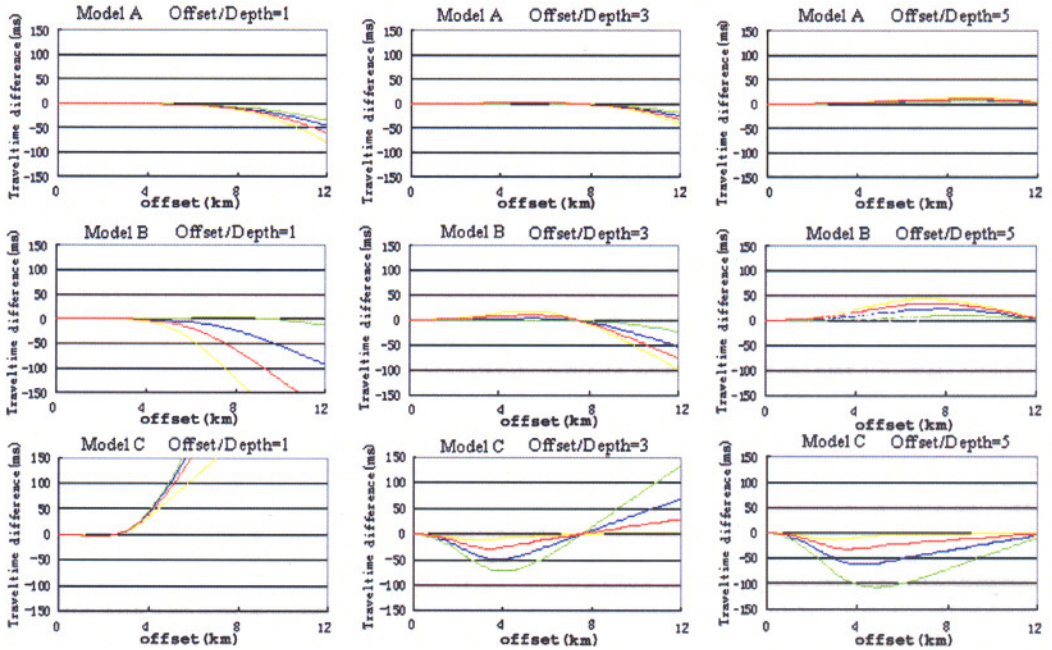 Model A Offset/Depth=1
Traveltime difference(ms)
150
100
50
0
-50
-100
-150
0 4 8 12
offset(km)
Model A Offset/Depth=3
Traveltime difference(ms)
150
100
50
0
-50
-100
-150
0 4 8 12
offset(km)
Model A Offset/Depth=5
Traveltime difference(ms)
150
100
50
0
-50
-100
-150
0 4 8 12
offset(km)
Model B Offset/Depth=1
Traveltime difference(ms)
150
100
50
0
-50
-100
-150
0 4 8 12
offset(km)
Model B Offset/Depth=3
Traveltime difference(ms)
150
100
50
0
-50
-100
-150
0 4 8 12
offset(km)
Model B Offset/Depth=5
Traveltime difference(ms)
150
100
50
0
-50
-100
-150
0 4 8 12
offset(km)
Model C Offset/Depth=1
Traveltime difference(ms)
150
100
50
0
-50
-100
-150
0 4 8 12
offset(km)
Model C Offset/Depth=3
Traveltime difference(ms)
150
100
50
0
-50
-100
-150
0 4 8 12
offset(km)
Model C Offset/Depth=5
Traveltime difference(ms)
150
100
50
0
-50
-100
-150
0 4 8 12
offset(km)